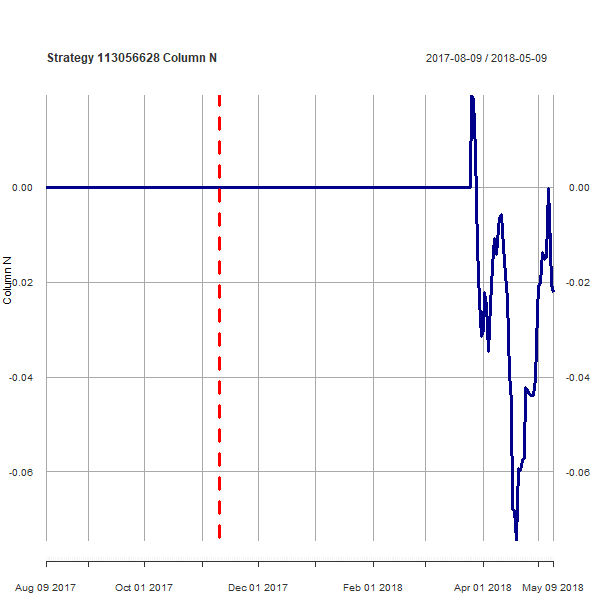 Strategy 113056628 Column N 2017-08-09 / 2018-05-09
0.00 0.00
-0.02 -0.02
-0.04 -0.04
-0.06 -0.06
Column N
Aug 09 2017 Oct 01 2017 Dec 01 2017 Feb 01 2018 Apr 01 2018 May 09 2018